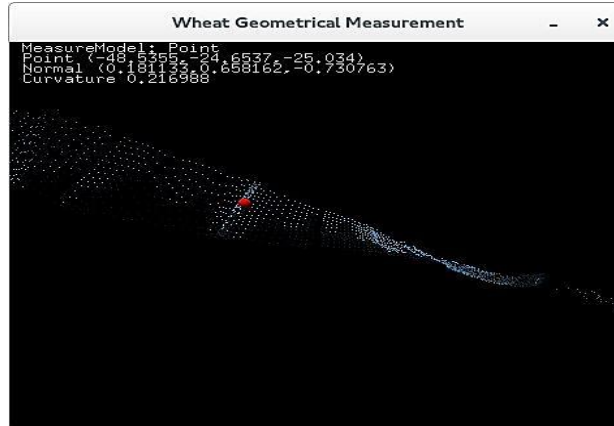 Wheat Geometrical Measurement
MeasureModel: Point
Point (-48.5355,-24.6537,-25.034)
Normal (0.181133,0.658162,-0.730763)
Curvature 0.216988